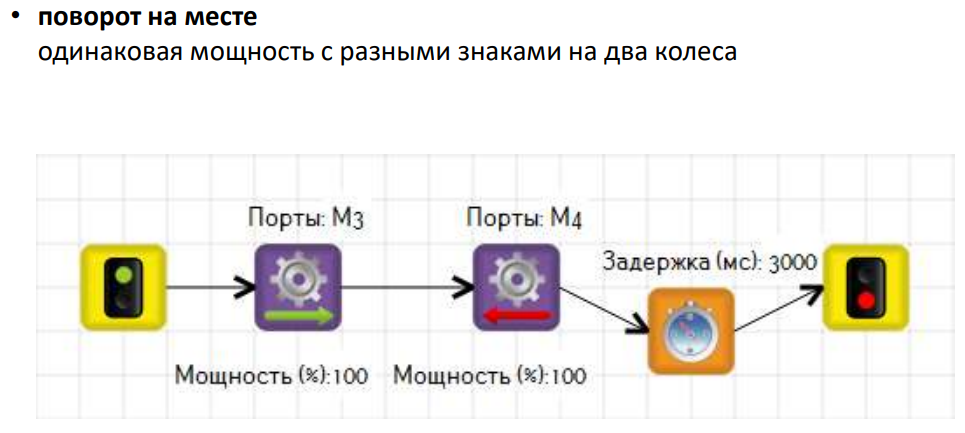 • поворот на месте
одинаковая мощность с разными знаками на два колеса
Порты: М3
Порты: М4
Задержка (мс): 3000
Мощность (%):100
Мощность (%):100